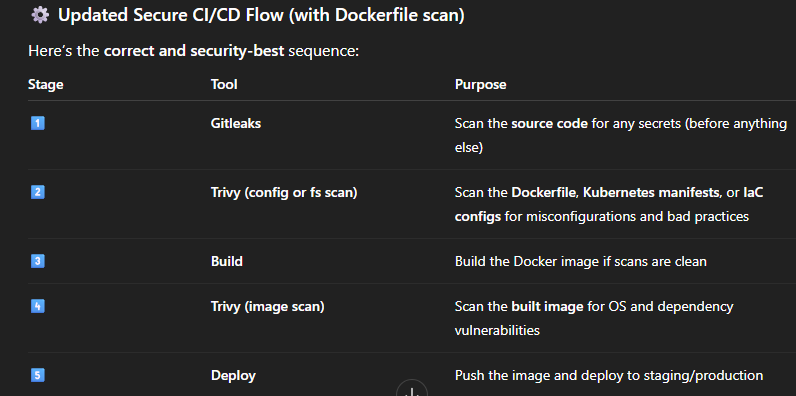 ⚙️ Updated Secure CI/CD Flow (with Dockerfile scan)
Here's the correct and security-best sequence:
Stage Tool Purpose
1 Gitleaks Scan the source code for any secrets (before anything
else)
2 Trivy (config or fs scan) Scan the Dockerfile, Kubernetes manifests, or IaC
configs for misconfigurations and bad practices
3 Build Build the Docker image if scans are clean
4 Trivy (image scan) Scan the built image for OS and dependency
vulnerabilities
5 Deploy Push the image and deploy to staging/production